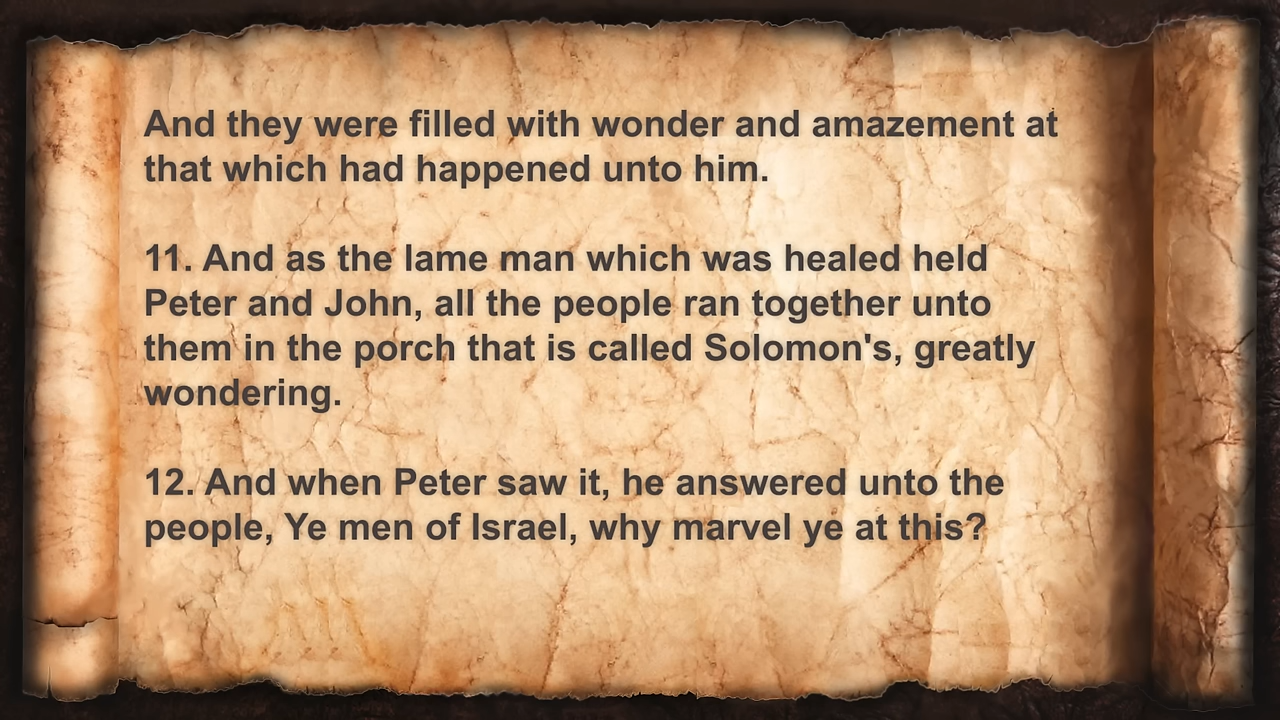 And they were filled with wonder and amazement at
that which had happened unto him.
11. And as the lame man which was healed held
Peter and John, all the people ran together unto
them in the porch that is called Solomon's, greatly
wondering.
12. And when Peter saw it, he answered unto the
people, Ye men of Israel, why marvel ye at this?